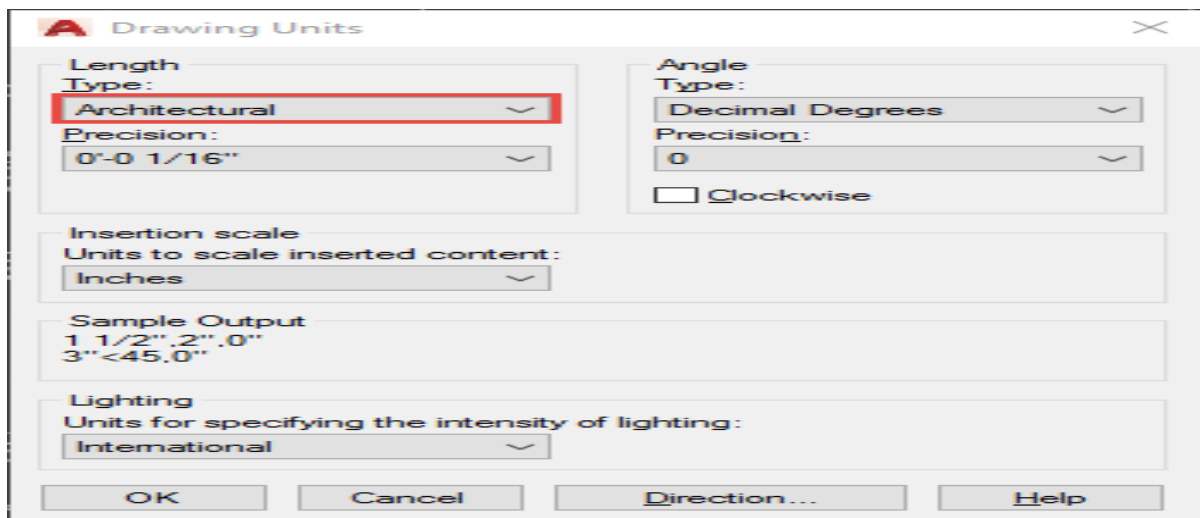 Drawing Units
Length
Type:
Architectural
Precision:
0'-0 1/16"
Angle
Type:
Decimal Degrees
Precision:
0
Clockwise
Insertion scale
Units to scale inserted content:
Inches
Sample Output
1 1/2",2",0"
3"<45,0"
Lighting
Units for specifying the intensity of lighting:
International
OK Cancel Direction... Help